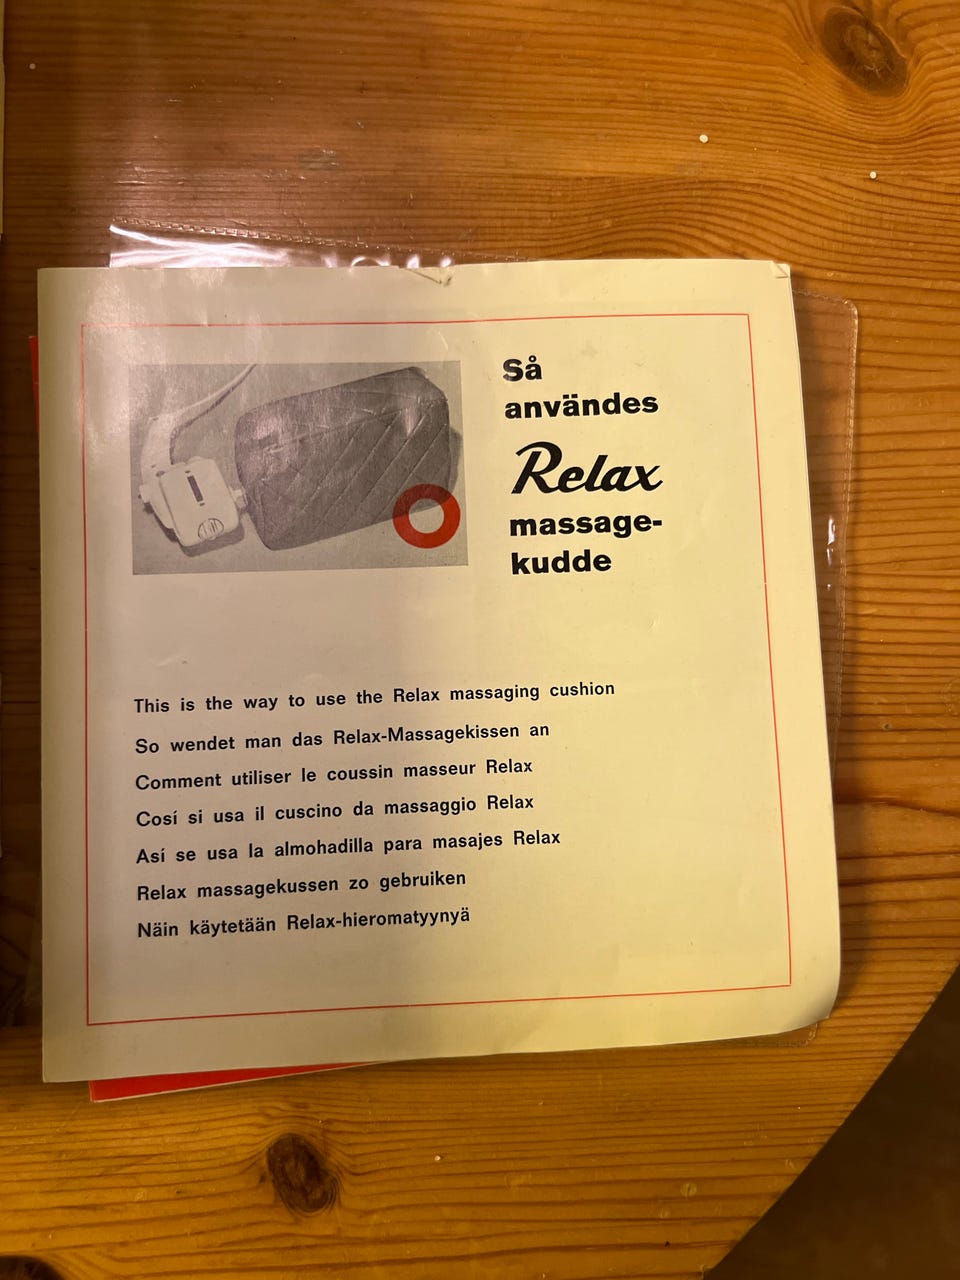 Så
användes
Relax
massage-
kudde
This is the way to use the Relax massaging cushion
So wendet man das Relax-Massagekissen an
Comment utiliser le coussin masseur Relax
Cosí si usa il cuscino da massaggio Relax
Así se usa la almohadilla para masajes Relax
Relax massagekussen zo gebruiken
Näin käytetään Relax-hieromatyynyä